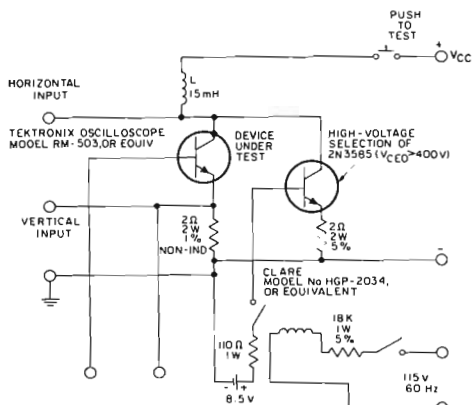 PUSH
TO
TEST
+
VCC
L
15mH
HORIZONTAL
INPUT
TEKTRONIX OSCILLOSCOPE
MODEL RM-503, OR EQUIV
DEVICE
UNDER
TEST
HIGH-VOLTAGE
SELECTION OF
2N3585 (VCEO>400V)
VERTICAL
INPUT
2Ω
2W
1%
NON-IND
2Ω
2W
5%
-
CLARE
MODEL No HGP-2034,
OR EQUIVALENT
110Ω
1W
18K
1W
5%
- +
8.5V
115V
60 Hz